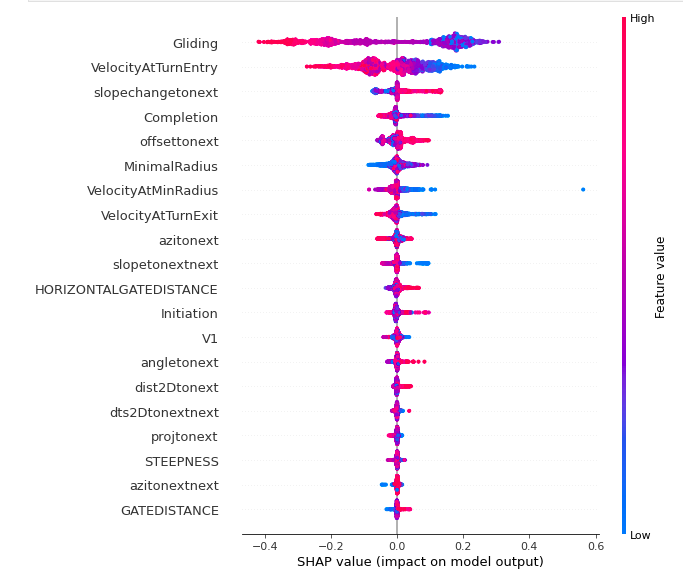 High
Gliding
VelocityAtTurnEntry
slopechangetonext
Completion
offsettonext
MinimalRadius
VelocityAtMinRadius
VelocityAtTurnExit
azitonext
slopetonextnext
HORIZONTALGATEDISTANCE
Initiation
V1
angletonext
dist2Dtonext
dts2Dtonextnext
projtonext
STEEPNESS
azitonextnext
GATEDISTANCE
Feature value
Low
−0.4 −0.2 0.0 0.2 0.4 0.6
SHAP value (impact on model output)